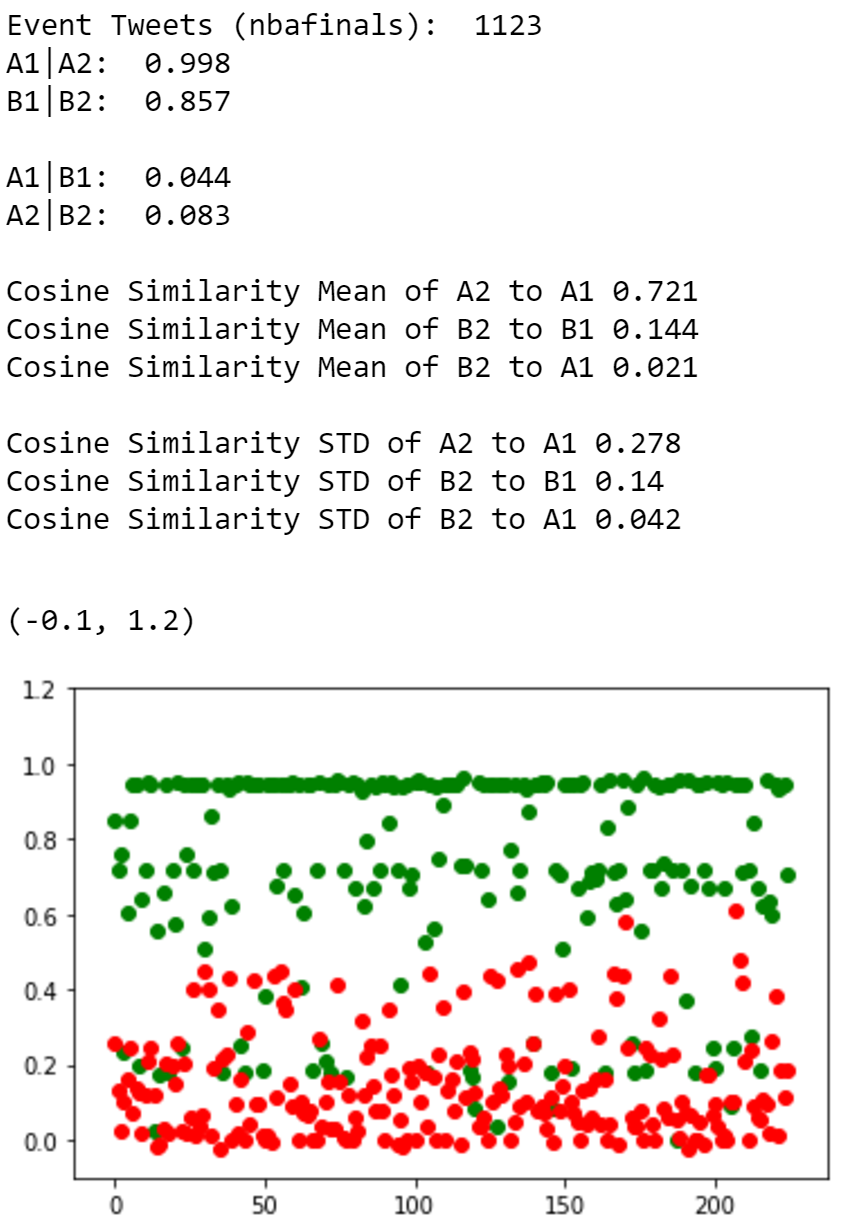 Event Tweets (nbafinals):  1123
A1|A2:  0.998
B1|B2:  0.857
A1|B1:  0.044
A2|B2:  0.083
Cosine Similarity Mean of A2 to A1 0.721
Cosine Similarity Mean of B2 to B1 0.144
Cosine Similarity Mean of B2 to A1 0.021
Cosine Similarity STD of A2 to A1 0.278
Cosine Similarity STD of B2 to B1 0.14
Cosine Similarity STD of B2 to A1 0.042
(-0.1, 1.2)
1.2
1.0
0.8
0.6
0.4
0.2
0.0
0 50 100 150 200